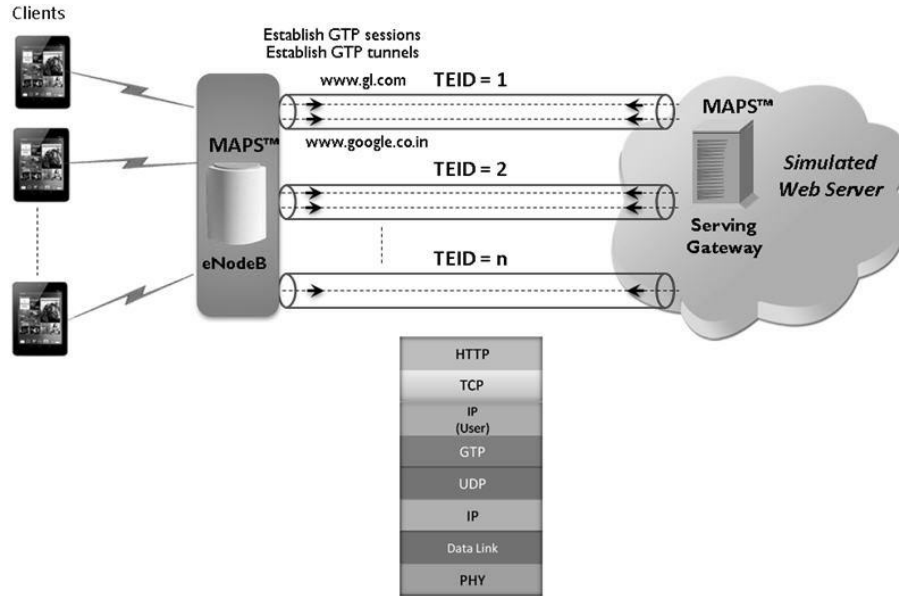 Clients
Establish GTP sessions
Establish GTP tunnels
www.gl.com
TEID = 1
www.google.co.in
TEID = 2
TEID = n
MAPS™
eNodeB
MAPS™
Simulated
Web Server
Serving
Gateway
HTTP
TCP
IP
(User)
GTP
UDP
IP
Data Link
PHY